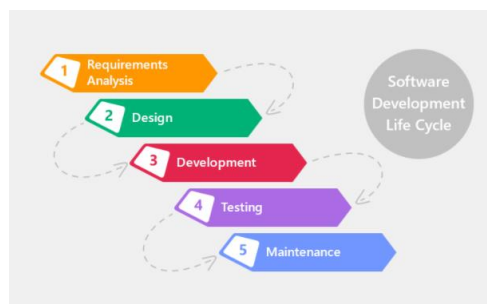 1
Requirements
Analysis
2
Design
3
Development
4
Testing
5
Maintenance
Software
Development
Life Cycle